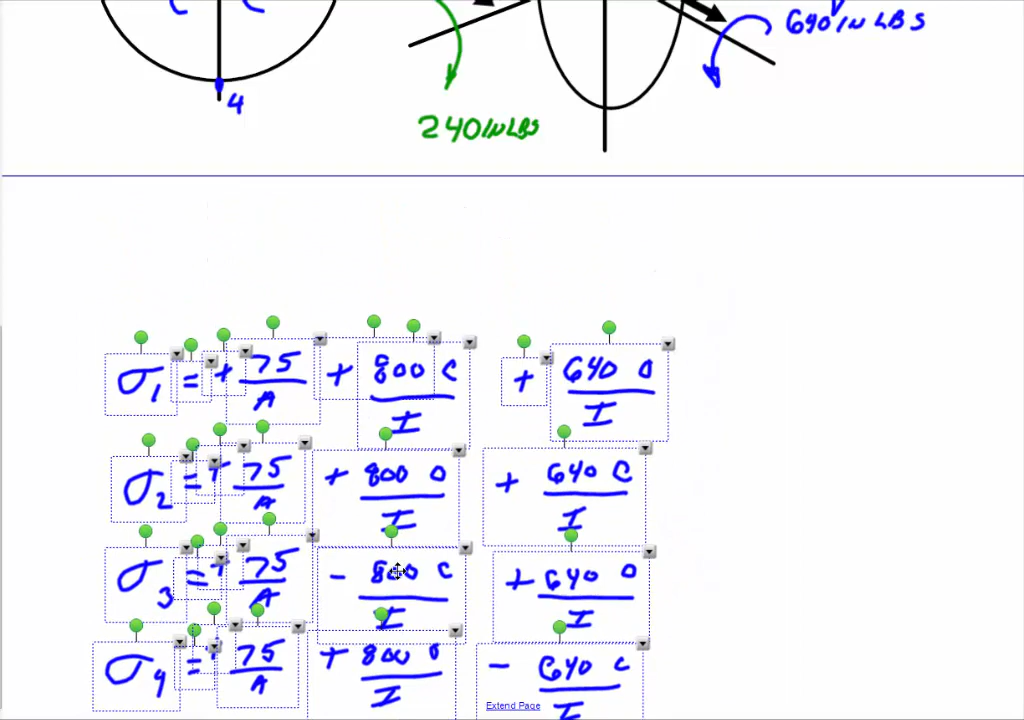 640 IN LBS
4
240 IN LBS
σ1 = + 75/A + 800 C/I + 640 0/I
σ2 = + 75/A + 800 0/I + 640 C/I
σ3 = + 75/A - 800 C/I + 640 0/I
σ4 = + 75/A + 800 0/I - 640 C/I
Extend Page